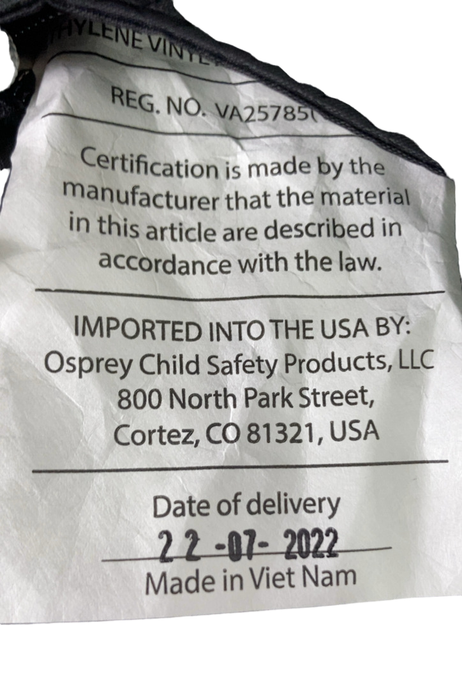 VINYL
REG. NO. VA25785
Certification is made by the
manufacturer that the material
in this article are described in
accordance with the law.
IMPORTED INTO THE USA BY:
Osprey Child Safety Products, LLC
800 North Park Street,
Cortez, CO 81321, USA
Date of delivery
22-07-2022
Made in Viet Nam